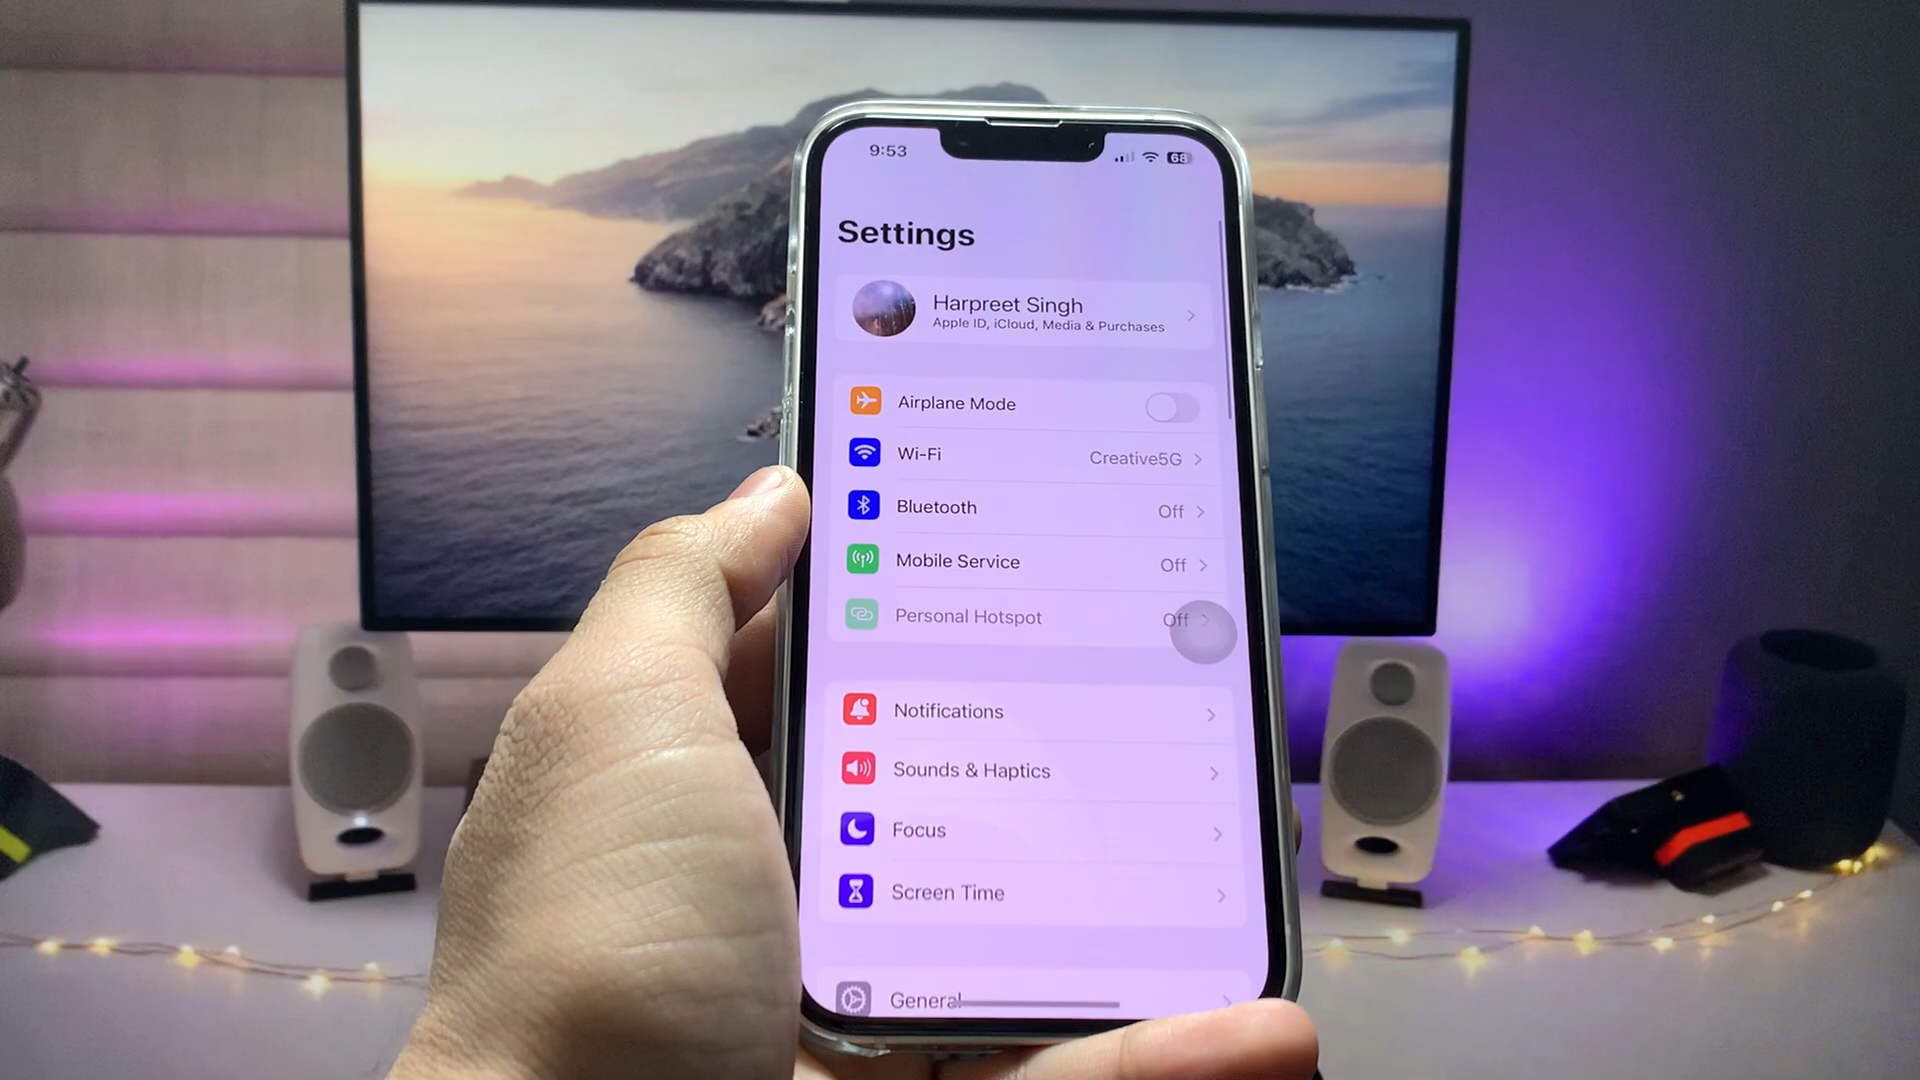 9:53
68
Settings
Harpreet Singh
Apple ID, iCloud, Media & Purchases
Airplane Mode
Wi-Fi Creative5G
Bluetooth Off
Mobile Service Off
Personal Hotspot Off
Notifications
Sounds & Haptics
Focus
Screen Time
General